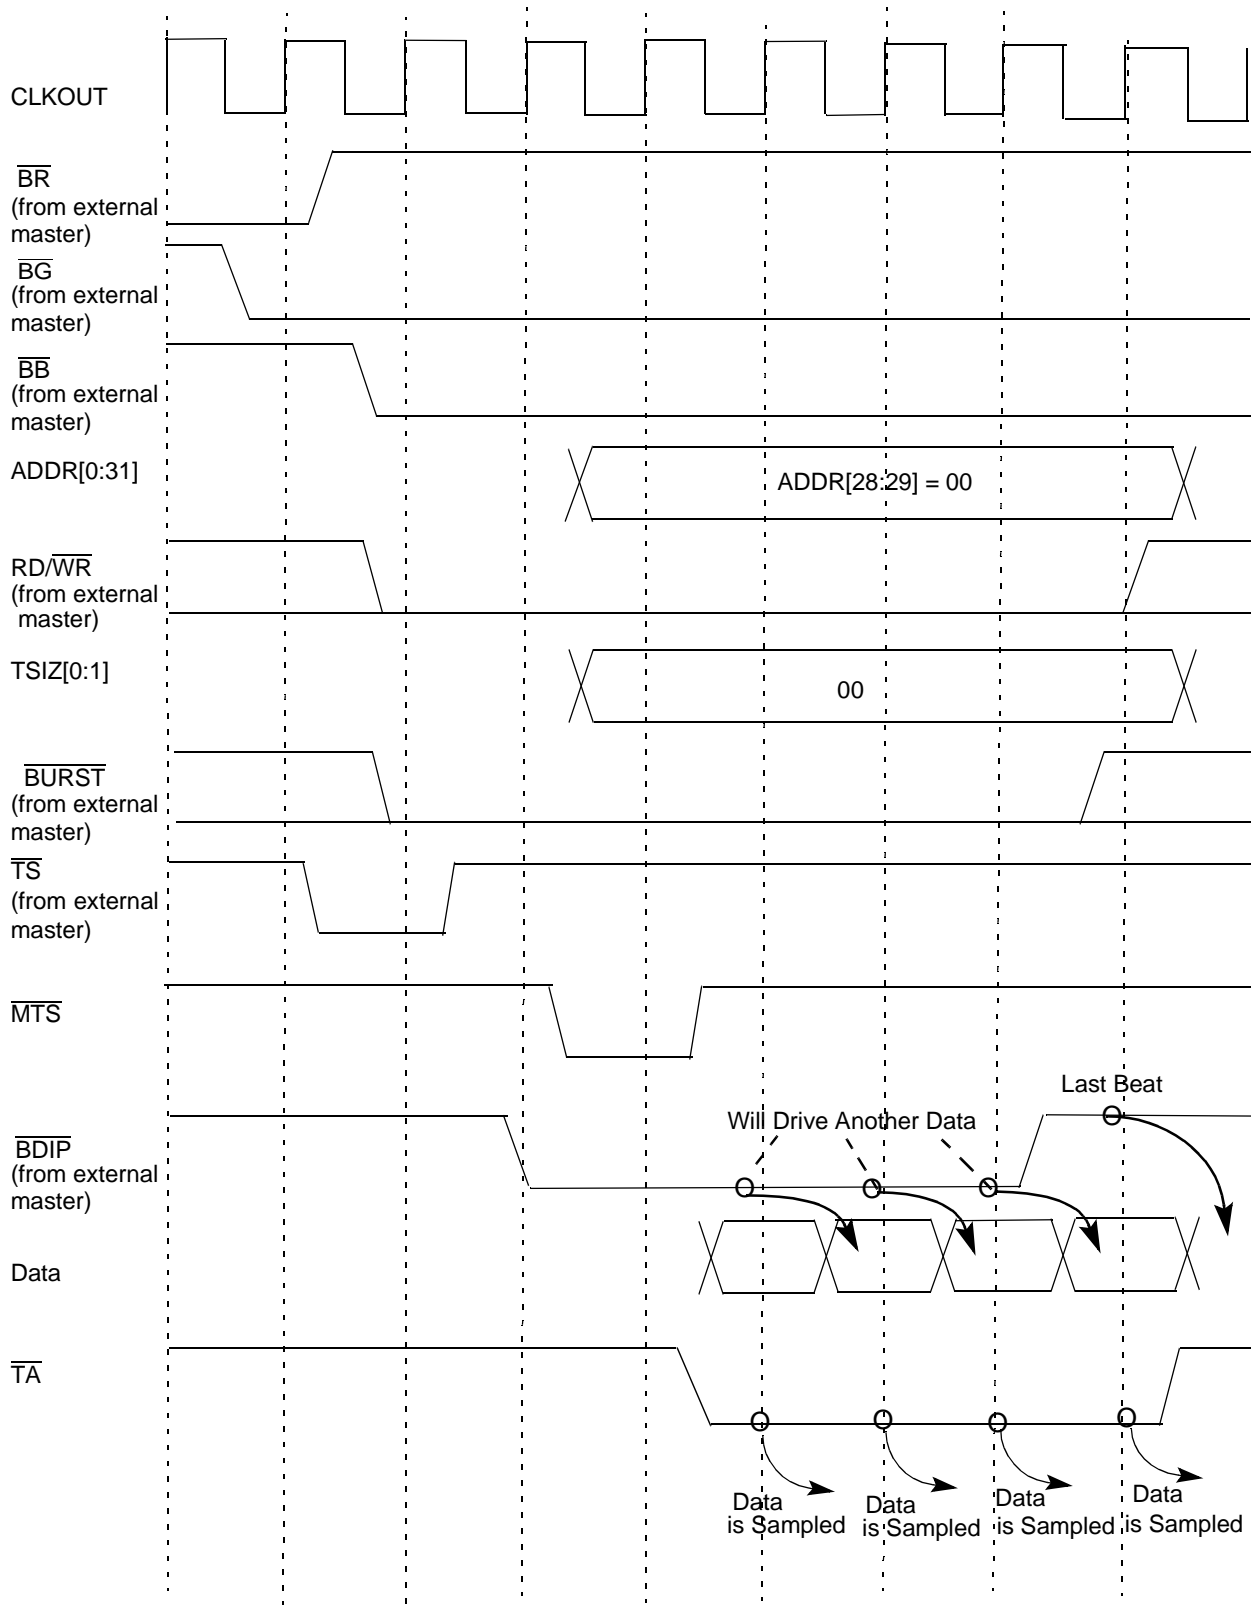 CLKOUT
BR
(from external
master)
BG
(from external
master)
BB
(from external
master)
ADDR[0:31]
ADDR[28:29] = 00
RD/WR
(from external
master)
TSIZ[0:1]
00
BURST
(from external
master)
TS
(from external
master)
MTS
Last Beat
Will Drive Another Data
BDIP
(from external
master)
Data
TA
Data
is Sampled
Data
is Sampled
Data
is Sampled
Data
is Sampled